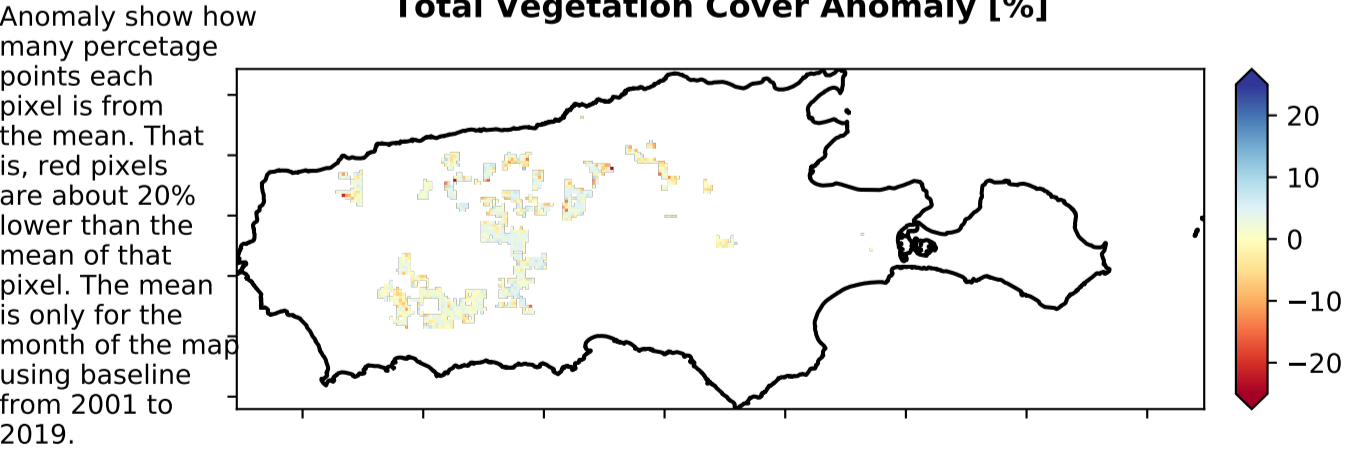 Anomaly show how
many percetage
points each
pixel is from
the mean. That
is, red pixels
are about 20%
lower than the
mean of that
pixel. The mean
is only for the
month of the map
using baseline
from 2001 to
2019.
Total Vegetation Cover Anomaly [%]
20
10
0
−10
−20